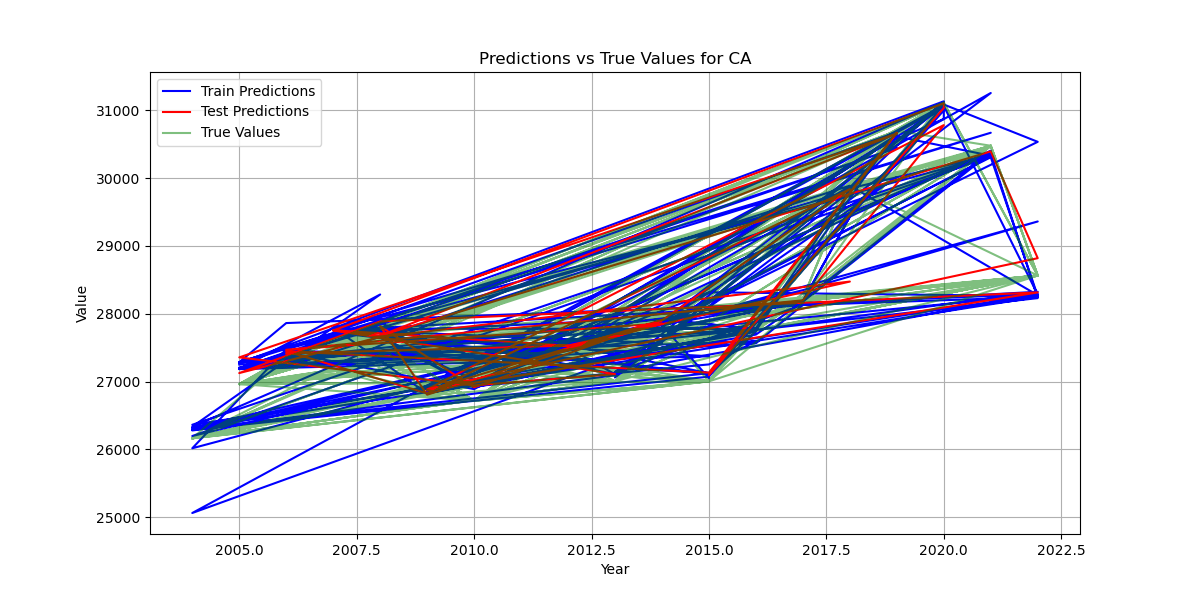 Predictions vs True Values for CA
Train Predictions
Test Predictions
True Values
31000
30000
29000
28000
27000
26000
25000
Value
2005.0 2007.5 2010.0 2012.5 2015.0 2017.5 2020.0 2022.5
Year